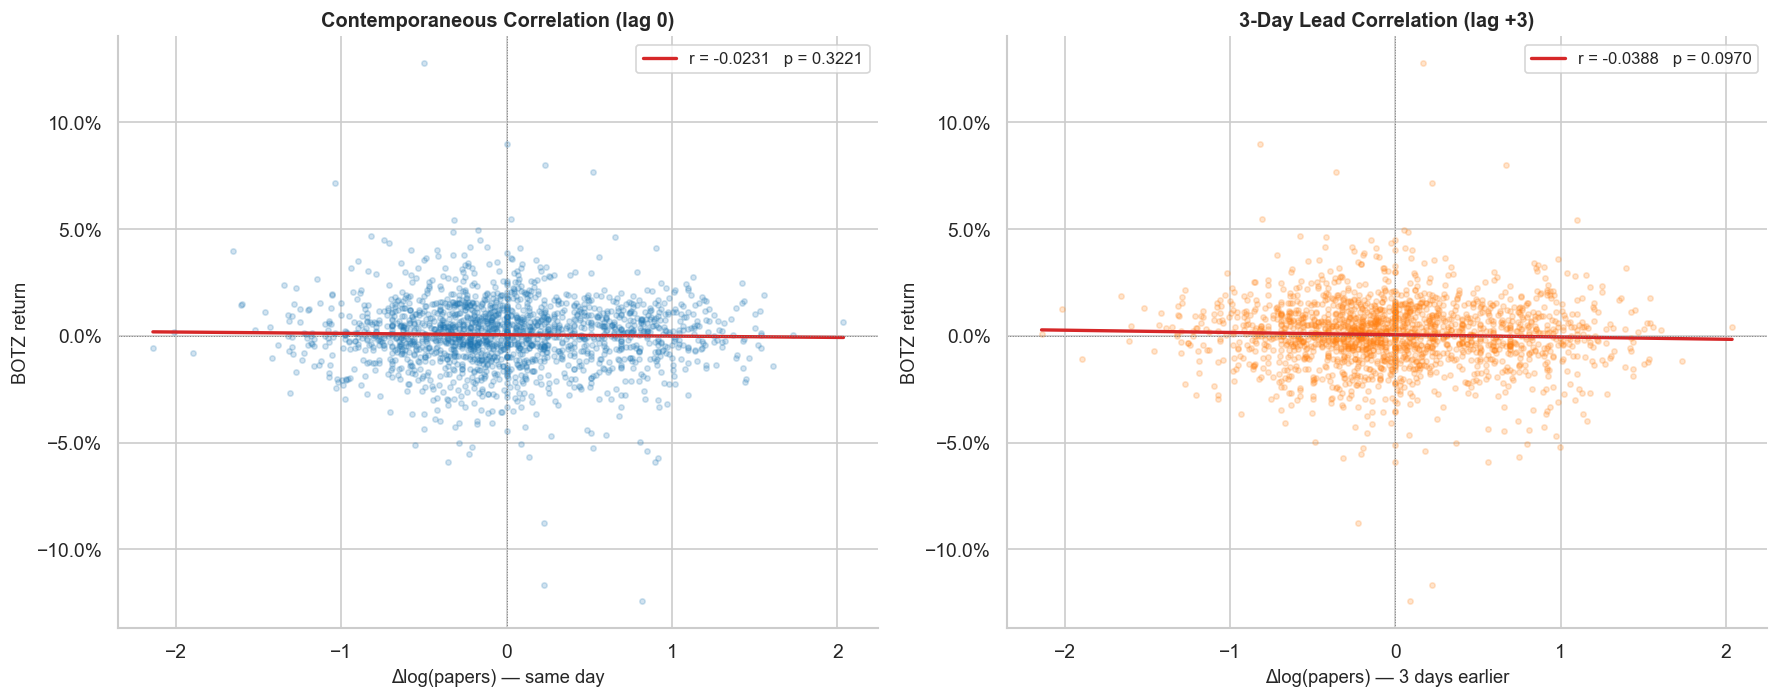 Contemporaneous Correlation (lag 0)
r = -0.0231   p = 0.3221
10.0%
5.0%
0.0%
−5.0%
−10.0%
BOTZ return
−2
−1
0
1
2
Δlog(papers) — same day
3-Day Lead Correlation (lag +3)
r = -0.0388   p = 0.0970
10.0%
5.0%
0.0%
−5.0%
−10.0%
BOTZ return
−2
−1
0
1
2
Δlog(papers) — 3 days earlier